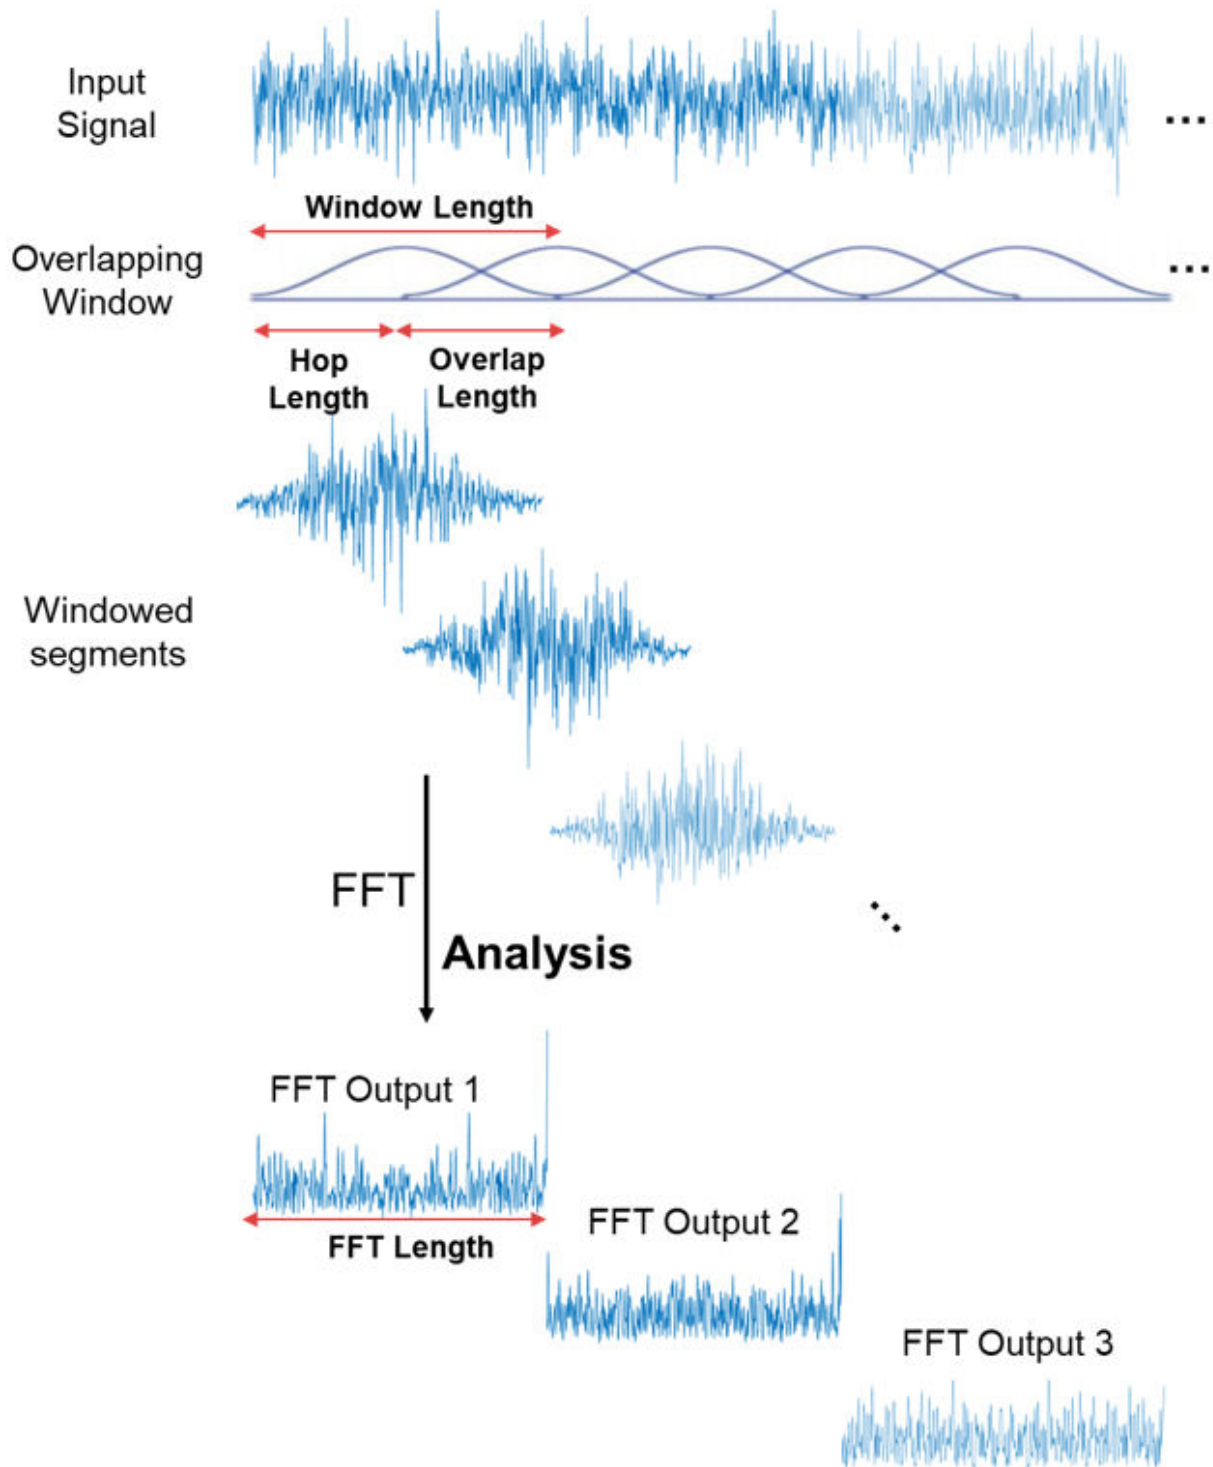 Input
Signal
...
Window Length
Overlapping
Window
...
Hop
Length
Overlap
Length
Windowed
segments
FFT
...
Analysis
FFT Output 1
FFT Length
FFT Output 2
FFT Output 3